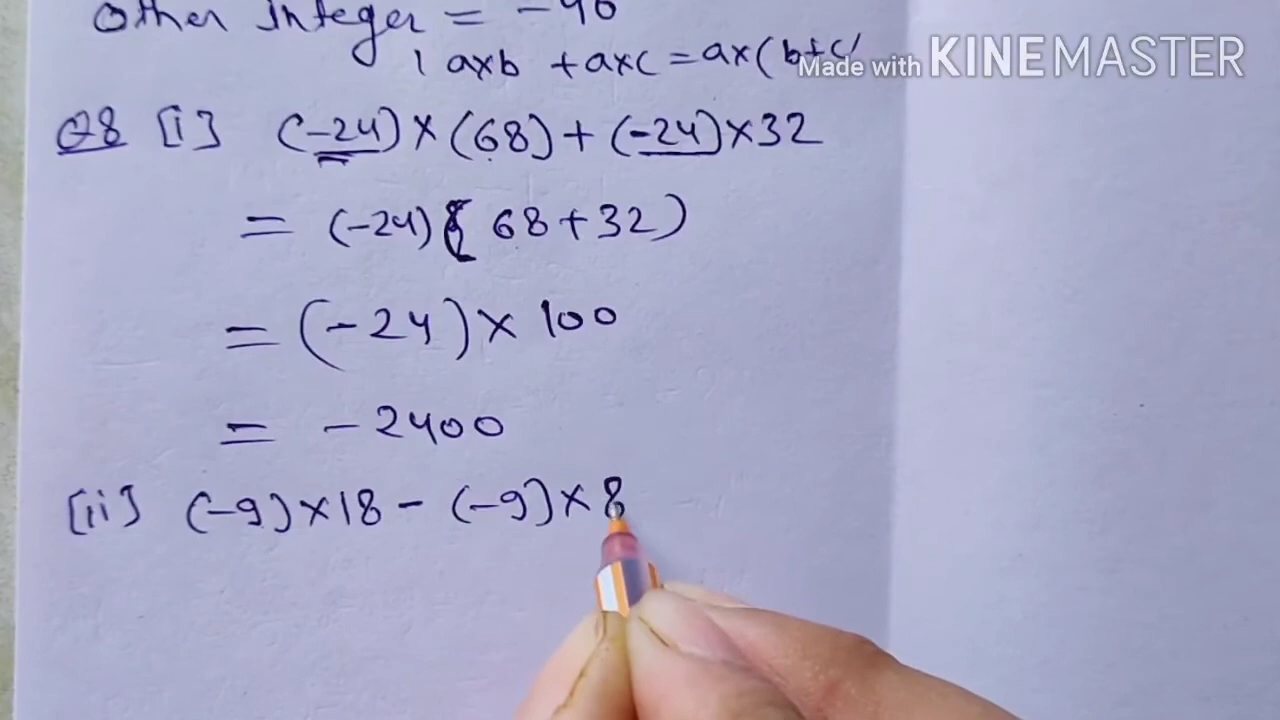 Other Integer = -40
a×b + a×c = a×(b+c)
Made with KINEMASTER
Q8 [i] (-24)×(68)+(-24)×32
= (-24)( 68+32)
= (-24)×100
= -2400
[ii] (-9)×18-(-9)×8